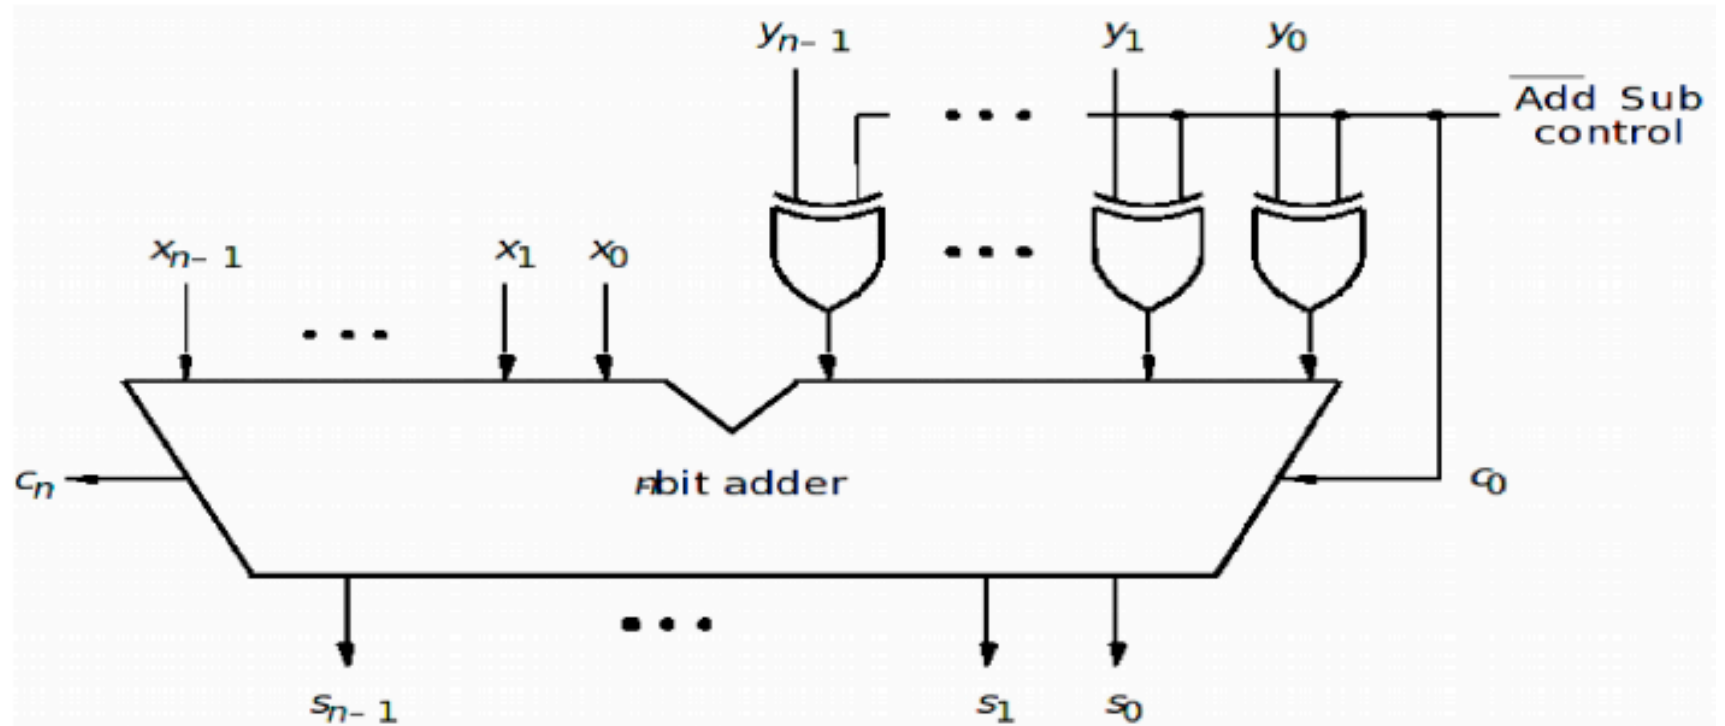 yn-1 y1 y0
Add Sub
control
xn-1 x1 x0
cn bit adder c0
sn-1 s1 s0